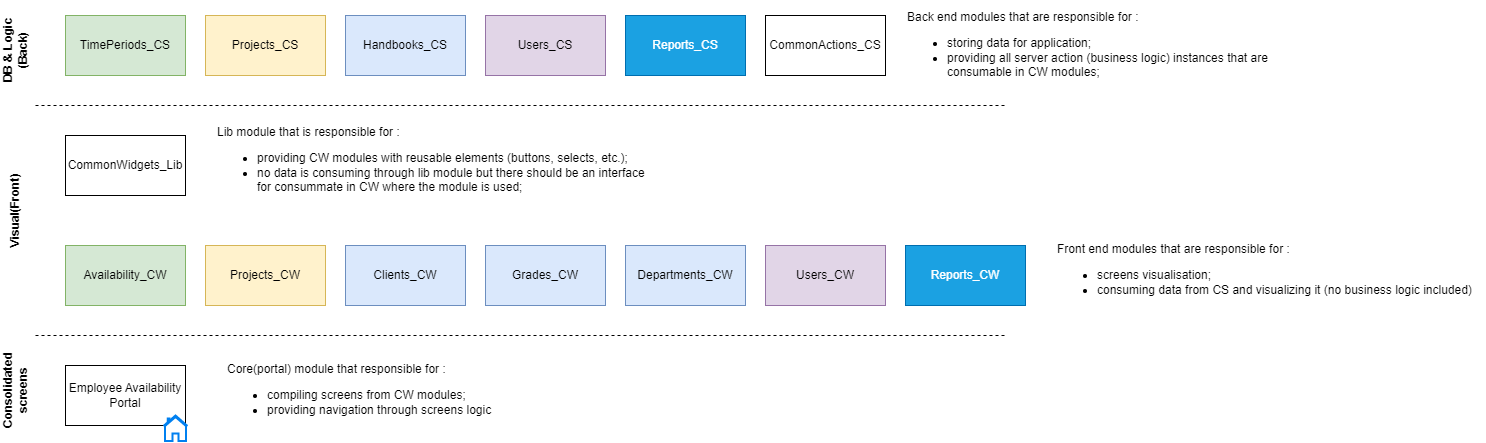 DB & Logic
(Back)
TimePeriods_CS
Projects_CS
Handbooks_CS
Users_CS
Reports_CS
CommonActions_CS
Back end modules that are responsible for :
storing data for application;
providing all server action (business logic) instances that are
consumable in CW modules;
Visual(Front)
CommonWidgets_Lib
Lib module that is responsible for :
providing CW modules with reusable elements (buttons, selects, etc.);
no data is consuming through lib module but there should be an interface
for consummate in CW where the module is used;
Availability_CW
Projects_CW
Clients_CW
Grades_CW
Departments_CW
Users_CW
Reports_CW
Front end modules that are responsible for :
screens visualisation;
consuming data from CS and visualizing it (no business logic included)
Consolidated
screens
Employee Availability
Portal
Core(portal) module that responsible for :
compiling screens from CW modules;
providing navigation through screens logic